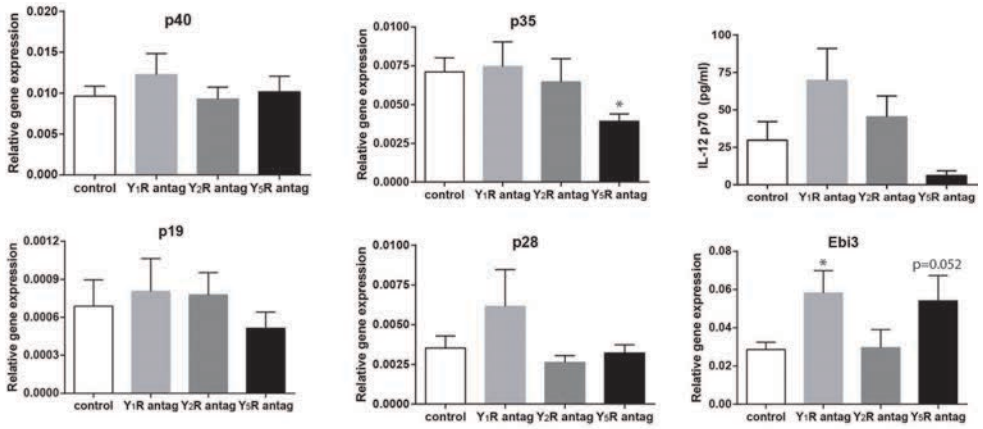 p40
Relative gene expression
0.020
0.015
0.010
0.005
0.000
control Y1R antag Y2R antag Y5R antag
p35
Relative gene expression
0.0100
0.0075
0.0050
0.0025
0.0000
*
control Y1R antag Y2R antag Y5R antag
IL-12 p70 (pg/ml)
100
75
50
25
0
control Y1R antag Y2R antag Y5R antag
p19
Relative gene expression
0.0012
0.0009
0.0006
0.0003
0.0000
control Y1R antag Y2R antag Y5R antag
p28
Relative gene expression
0.0100
0.0075
0.0050
0.0025
0.0000
control Y1R antag Y2R antag Y5R antag
Ebi3
Relative gene expression
0.08
0.06
0.04
0.02
0.00
*
p=0.052
control Y1R antag Y2R antag Y5R antag